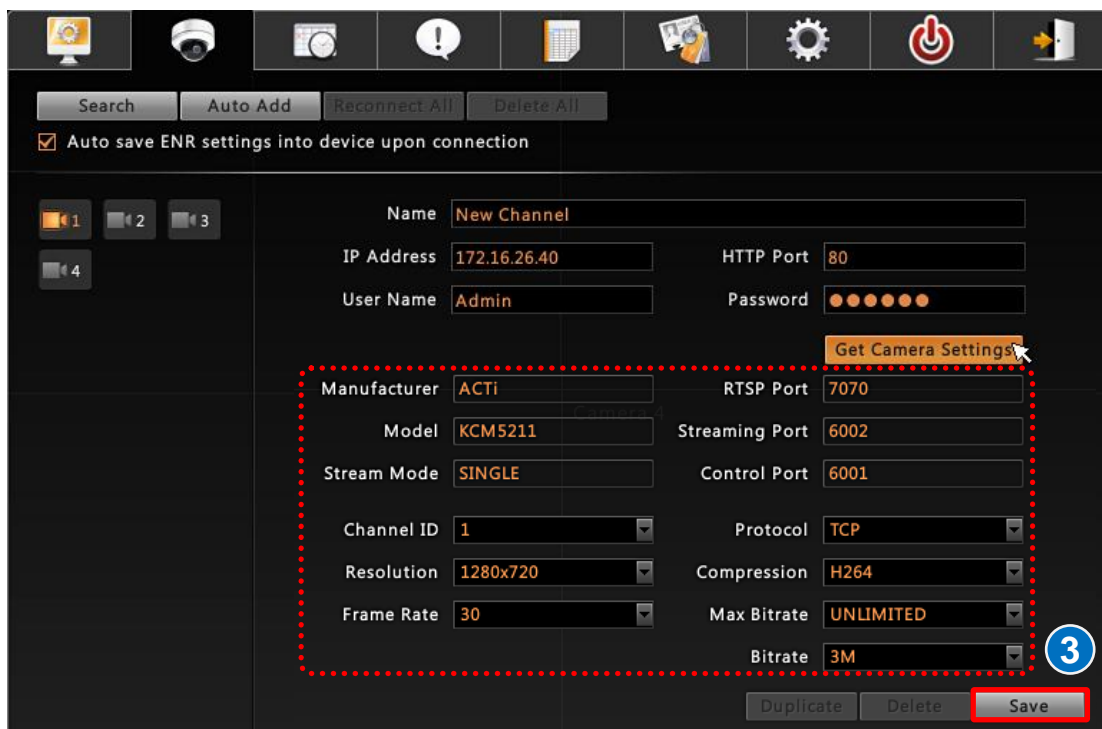 Search Auto Add Reconnect All Delete All
Auto save ENR settings into device upon connection
1 2 3
4
Name New Channel
IP Address 172.16.26.40 HTTP Port 80
User Name Admin Password ●●●●●●
Get Camera Settings
Manufacturer ACTi RTSP Port 7070
Camera 4
Model KCM5211 Streaming Port 6002
Stream Mode SINGLE Control Port 6001
Channel ID 1 Protocol TCP
Resolution 1280x720 Compression H264
Frame Rate 30 Max Bitrate UNLIMITED
Bitrate 3M 3
Duplicate Delete Save